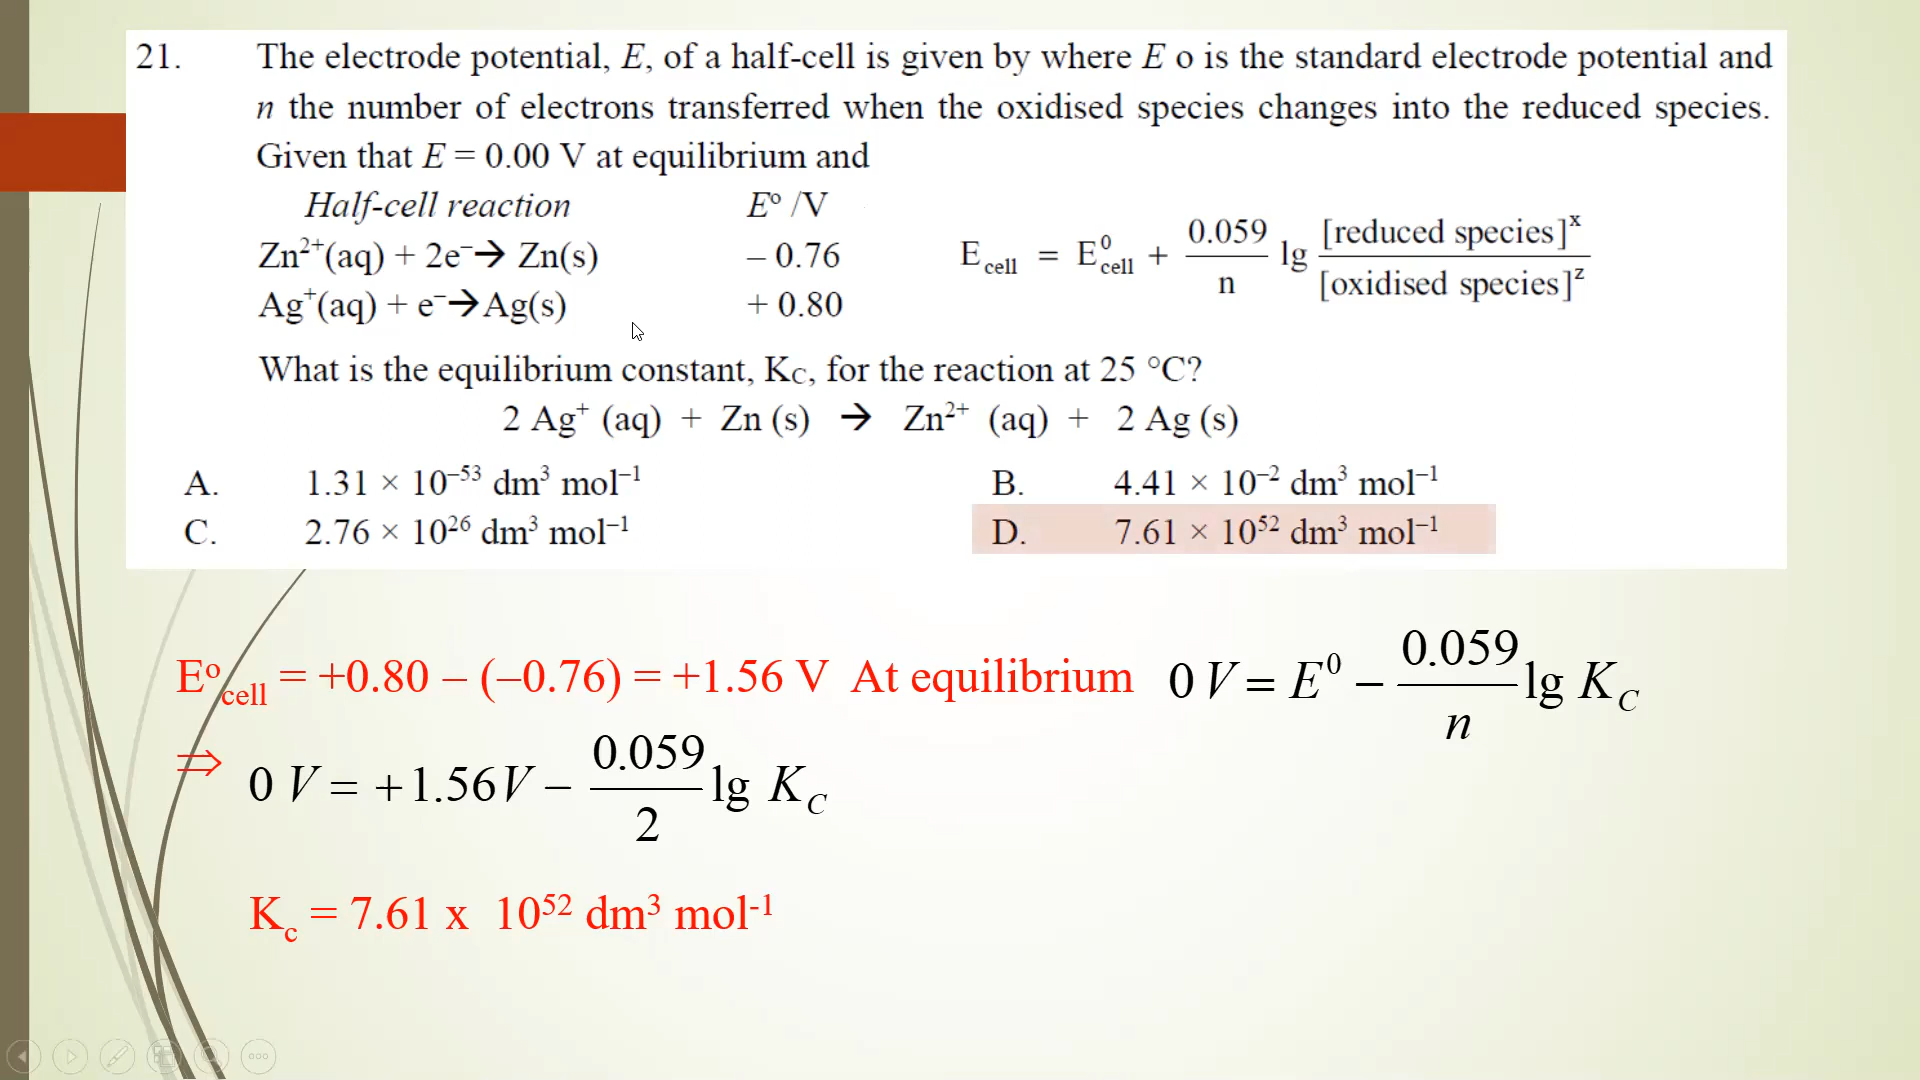 21. The electrode potential, E, of a half-cell is given by where E o is the standard electrode potential and
n the number of electrons transferred when the oxidised species changes into the reduced species.
Given that E = 0.00 V at equilibrium and
Half-cell reaction E° /V
Zn²⁺(aq) + 2e⁻→ Zn(s) – 0.76
Ag⁺(aq) + e⁻→Ag(s) + 0.80
E cell = E⁰cell + 0.059/n lg [reduced species]ˣ/[oxidised species]ᶻ
What is the equilibrium constant, KC, for the reaction at 25 °C?
2 Ag⁺ (aq) + Zn (s) → Zn²⁺ (aq) + 2 Ag (s)
A. 1.31 × 10⁻⁵³ dm³ mol⁻¹ B. 4.41 × 10⁻² dm³ mol⁻¹
C. 2.76 × 10²⁶ dm³ mol⁻¹ D. 7.61 × 10⁵² dm³ mol⁻¹
E°cell = +0.80 – (–0.76) = +1.56 V At equilibrium 0 V = E⁰ − 0.059/n lg K_C
⇒ 0 V = +1.56V − 0.059/2 lg K_C
Kc = 7.61 x 10⁵² dm³ mol⁻¹